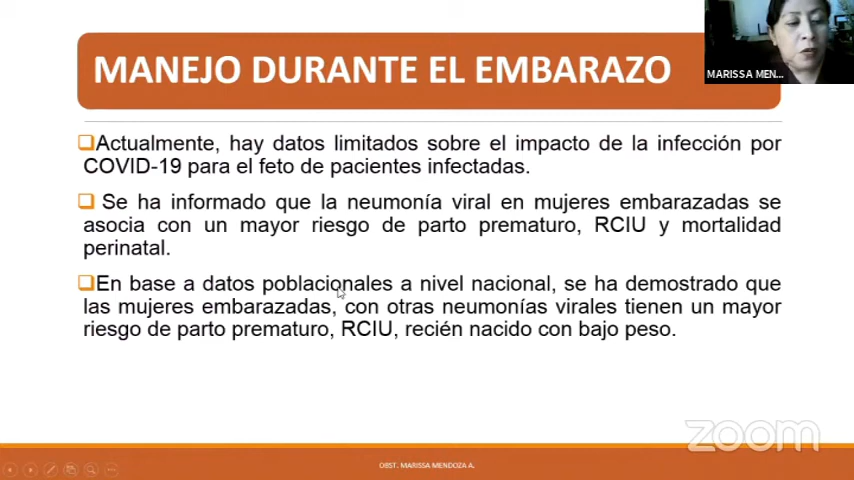 MANEJO DURANTE EL EMBARAZO
MARISSA MEN...
❑Actualmente, hay datos limitados sobre el impacto de la infección por
COVID-19 para el feto de pacientes infectadas.
❑ Se ha informado que la neumonía viral en mujeres embarazadas se
asocia con un mayor riesgo de parto prematuro, RCIU y mortalidad
perinatal.
❑En base a datos poblacionales a nivel nacional, se ha demostrado que
las mujeres embarazadas, con otras neumonías virales tienen un mayor
riesgo de parto prematuro, RCIU, recién nacido con bajo peso.
zoom
OBST. MARISSA MENDOZA A.